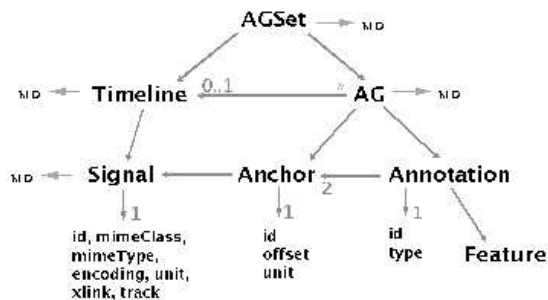 AGSet MD
0..1 *
MD Timeline AG MD
MD Signal Anchor Annotation
2
1 1 1
id, mimeClass, id id
mimeType, offset type
encoding, unit, unit Feature
xlink, track